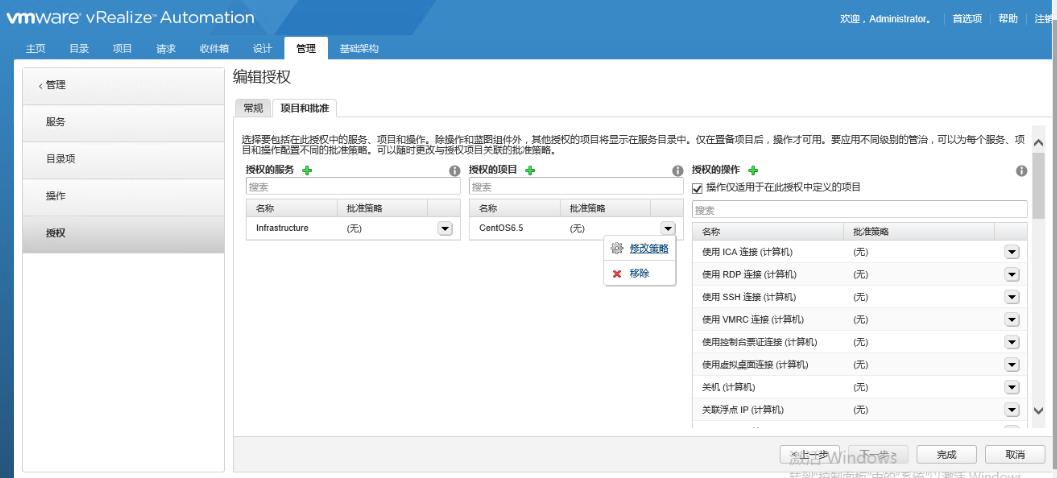 vmware vRealize™ Automation
欢迎，Administrator。 首选项 帮助 注销
主页 目录 项目 请求 收件箱 设计 管理 基础架构
‹ 管理
服务
目录项
操作
授权
编辑授权
常规 项目和批准
选择要包括在此授权中的服务、项目和操作。除操作和蓝图组件外，其他授权的项目将显示在服务目录中。仅在置备项目后，操作才可用。要应用不同级别的管治，可以为每个服务、项
目和操作配置不同的批准策略。可以随时更改与授权项目关联的批准策略。
授权的服务
搜索
名称 批准策略
Infrastructure (无)
授权的项目
搜索
名称 批准策略
CentOS6.5 (无)
修改策略
移除
授权的操作
操作仅适用于在此授权中定义的项目
搜索
名称 批准策略
使用 ICA 连接 (计算机) (无)
使用 RDP 连接 (计算机) (无)
使用 SSH 连接 (计算机) (无)
使用 VMRC 连接 (计算机) (无)
使用控制台票证连接 (计算机) (无)
使用虚拟桌面连接 (计算机) (无)
关机 (计算机) (无)
关联浮点 IP (计算机) (无)
< 上一步 下一步 > 完成 取消
激活 Windows
转到"控制面板"中的"系统"以激活 Windows